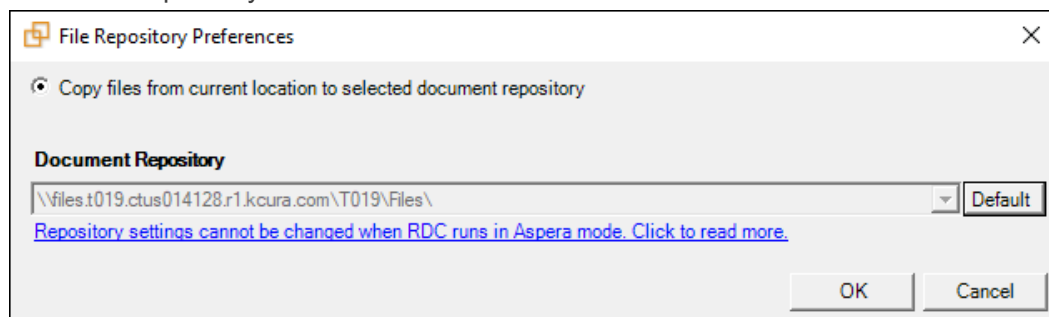 File Repository Preferences
Copy files from current location to selected document repository
Document Repository
\\files.t019.ctus014128.r1.kcura.com\T019\Files\
Default
Repository settings cannot be changed when RDC runs in Aspera mode. Click to read more.
OK Cancel